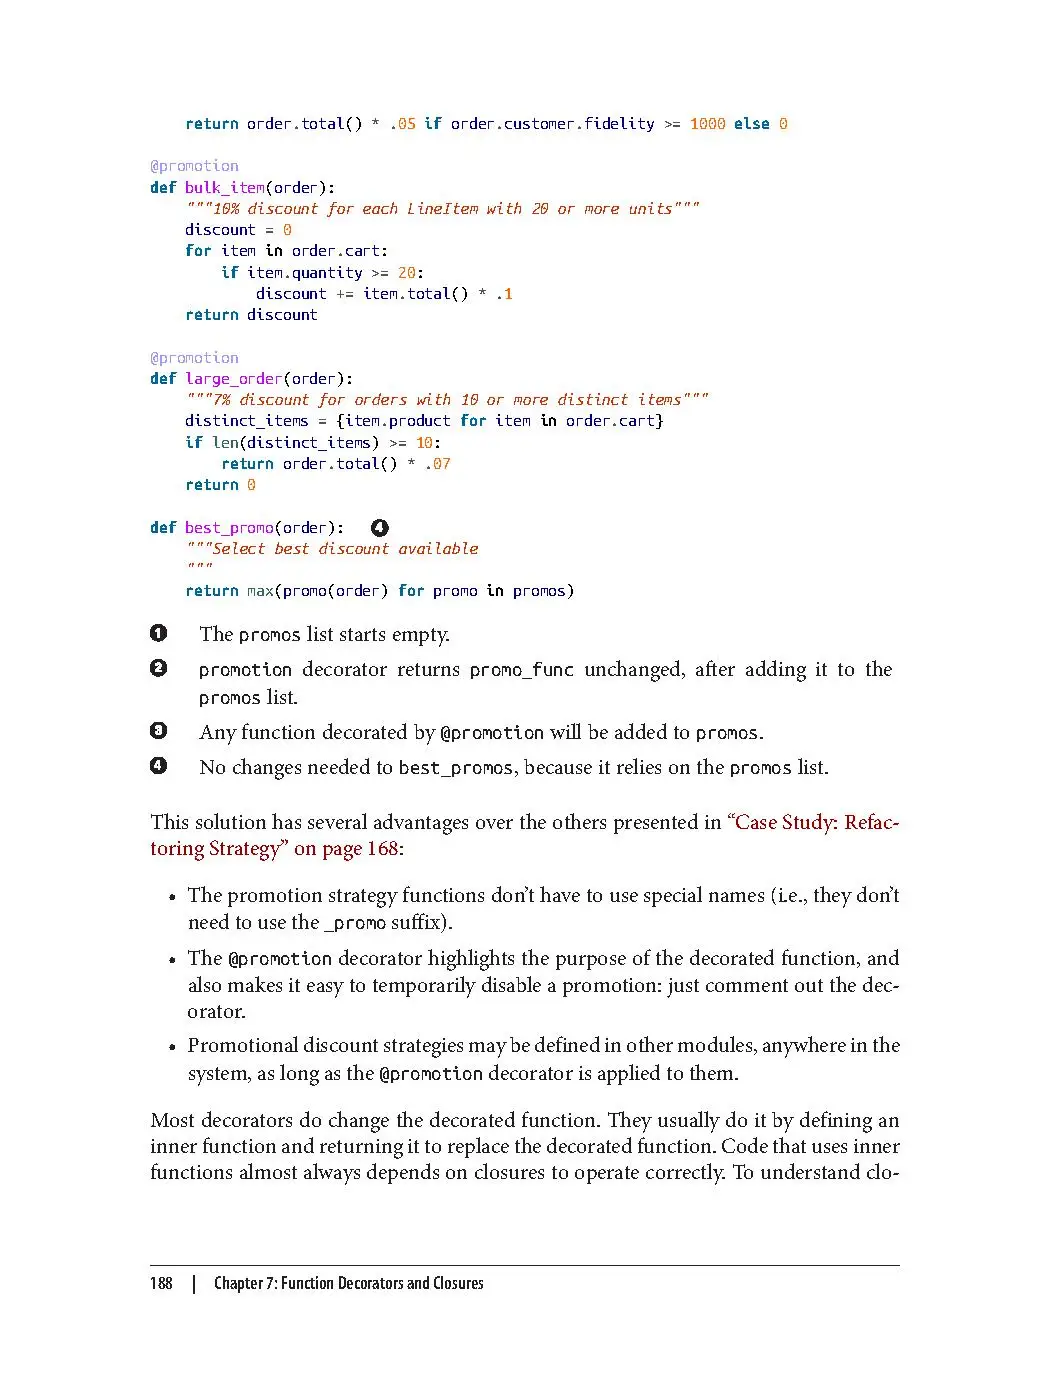 return order.total() * .05 if order.customer.fidelity >= 1000 else 0

@promotion
def bulk_item(order):
    """10% discount for each LineItem with 20 or more units"""
    discount = 0
    for item in order.cart:
        if item.quantity >= 20:
            discount += item.total() * .1
    return discount

@promotion
def large_order(order):
    """7% discount for orders with 10 or more distinct items"""
    distinct_items = {item.product for item in order.cart}
    if len(distinct_items) >= 10:
        return order.total() * .07
    return 0

def best_promo(order):   ❹
    """Select best discount available
    """
    return max(promo(order) for promo in promos)

❶ The promos list starts empty.
❷ promotion decorator returns promo_func unchanged, after adding it to the
promos list.
❸ Any function decorated by @promotion will be added to promos.
❹ No changes needed to best_promos, because it relies on the promos list.

This solution has several advantages over the others presented in “Case Study: Refac-
toring Strategy” on page 168:

• The promotion strategy functions don’t have to use special names (i.e., they don’t
need to use the _promo suffix).
• The @promotion decorator highlights the purpose of the decorated function, and
also makes it easy to temporarily disable a promotion: just comment out the dec-
orator.
• Promotional discount strategies may be defined in other modules, anywhere in the
system, as long as the @promotion decorator is applied to them.

Most decorators do change the decorated function. They usually do it by defining an
inner function and returning it to replace the decorated function. Code that uses inner
functions almost always depends on closures to operate correctly. To understand clo-

188 | Chapter 7: Function Decorators and Closures